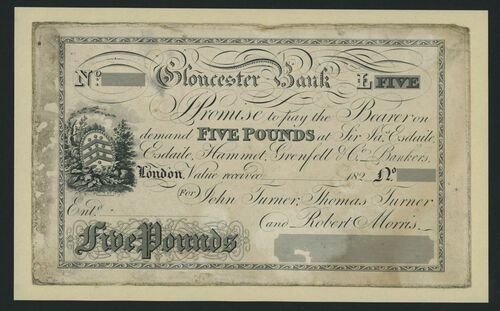 No. Gloucester Bank £ FIVE
I Promise to pay the Bearer on
demand FIVE POUNDS at Sir Jas. Esdaile,
Esdaile, Hammet, Grenfell & Co. Bankers,
London, Value received 182 No.
(For) John Turner, Thomas Turner
Entd. (and Robert Morris.
Five Pounds